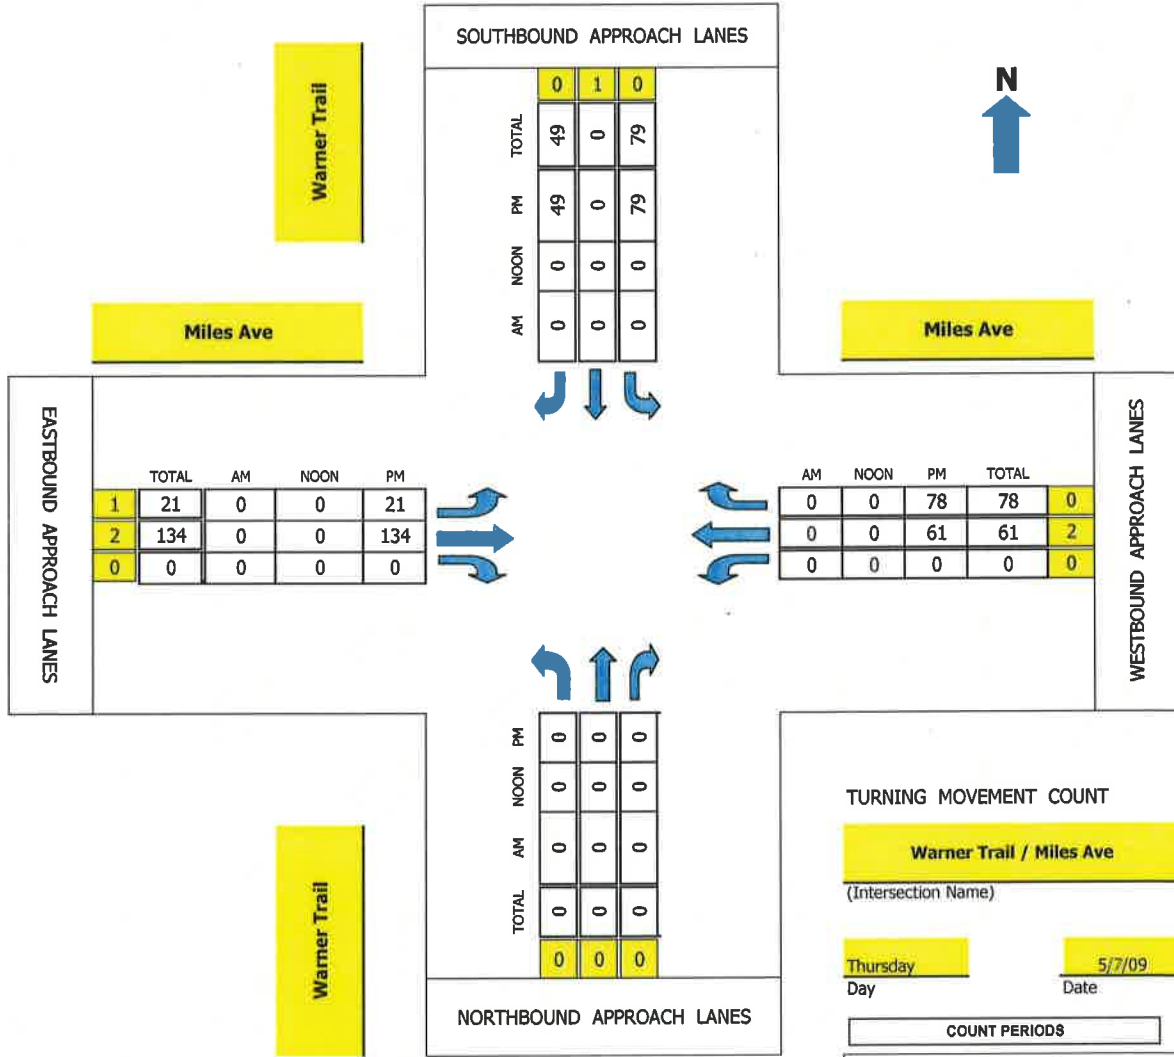 SOUTHBOUND APPROACH LANES
0 1 0
TOTAL 49 0 79
PM 49 0 79
NOON 0 0 0
AM 0 0 0
Warner Trail
N
Miles Ave
Miles Ave
EASTBOUND APPROACH LANES
TOTAL AM NOON PM
1 21 0 0 21
2 134 0 0 134
0 0 0 0 0
AM NOON PM TOTAL
0 0 78 78 0
0 0 61 61 2
0 0 0 0 0
WESTBOUND APPROACH LANES
PM 0 0 0
NOON 0 0 0
AM 0 0 0
TOTAL 0 0 0
0 0 0
NORTHBOUND APPROACH LANES
Warner Trail
TURNING MOVEMENT COUNT
Warner Trail / Miles Ave
(Intersection Name)
Thursday 5/7/09
Day Date
COUNT PERIODS